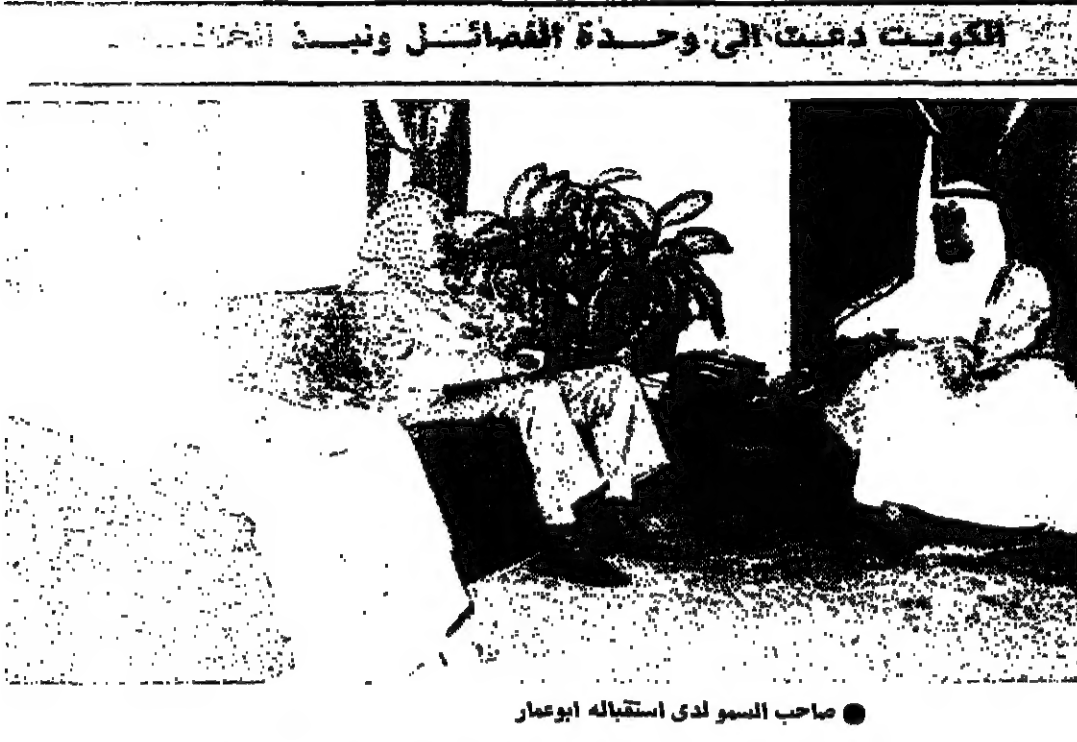 الكويت دعت الى وحدة الفصائل ونبذ
صاحب السمو لدى استقباله ابوعمار